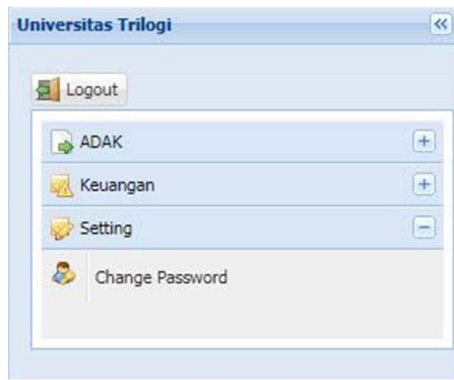 Universitas Trilogi
Logout
ADAK
Keuangan
Setting
Change Password